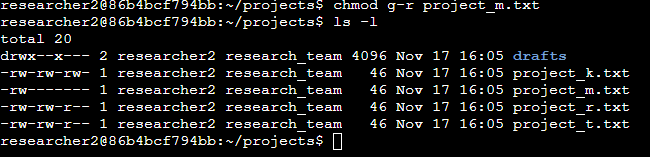 researcher2@86b4bcf794bb:~/projects$ chmod g-r project_m.txt
researcher2@86b4bcf794bb:~/projects$ ls -l
total 20
drwx--x--- 2 researcher2 research_team 4096 Nov 17 16:05 drafts
-rw-rw-rw- 1 researcher2 research_team   46 Nov 17 16:05 project_k.txt
-rw------- 1 researcher2 research_team   46 Nov 17 16:05 project_m.txt
-rw-rw-r-- 1 researcher2 research_team   46 Nov 17 16:05 project_r.txt
-rw-rw-r-- 1 researcher2 research_team   46 Nov 17 16:05 project_t.txt
researcher2@86b4bcf794bb:~/projects$